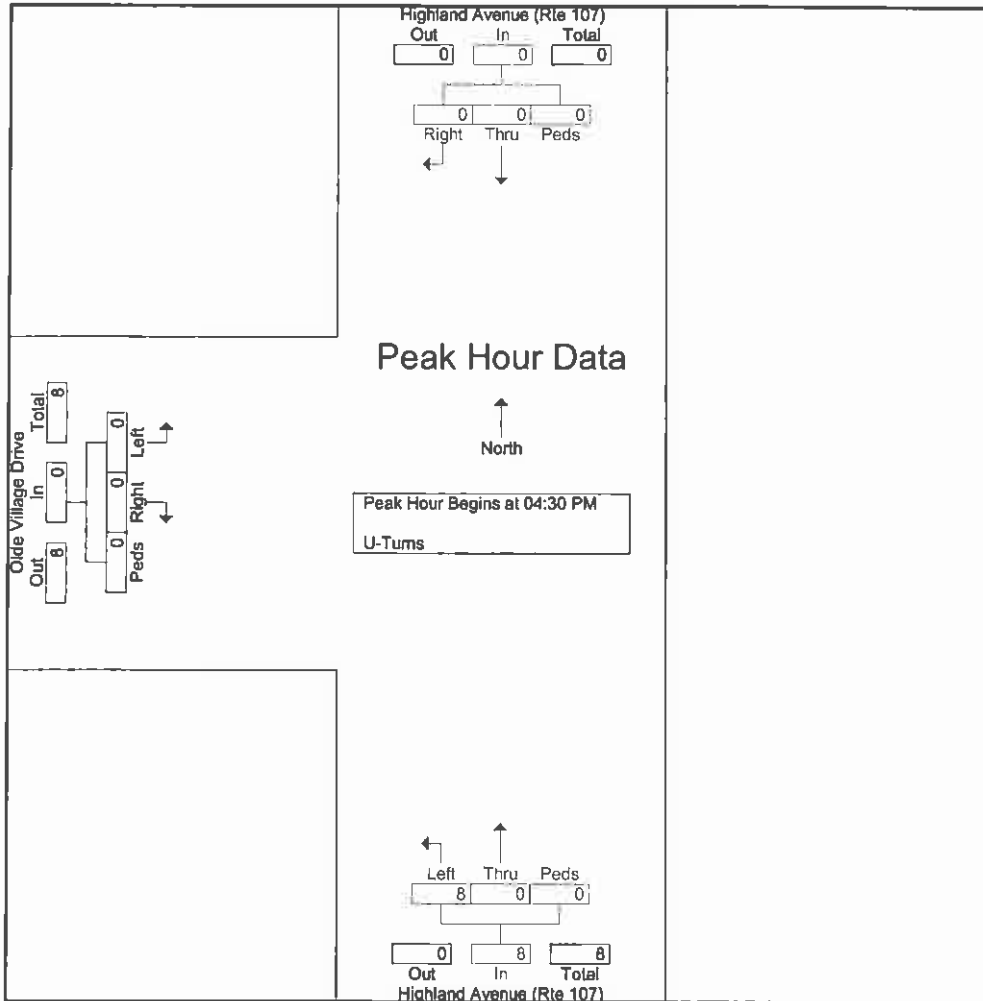 Highland Avenue (Rte 107)
Out In Total
0 0 0
0 0 0
Right Thru Peds
Peak Hour Data
North
Peak Hour Begins at 04:30 PM
U-Turns
Olde Village Drive
Out In Total
8 0 8
0 0 0
Peds Right Left
Left Thru Peds
8 0 0
0 8 8
Out In Total
Highland Avenue (Rte 107)